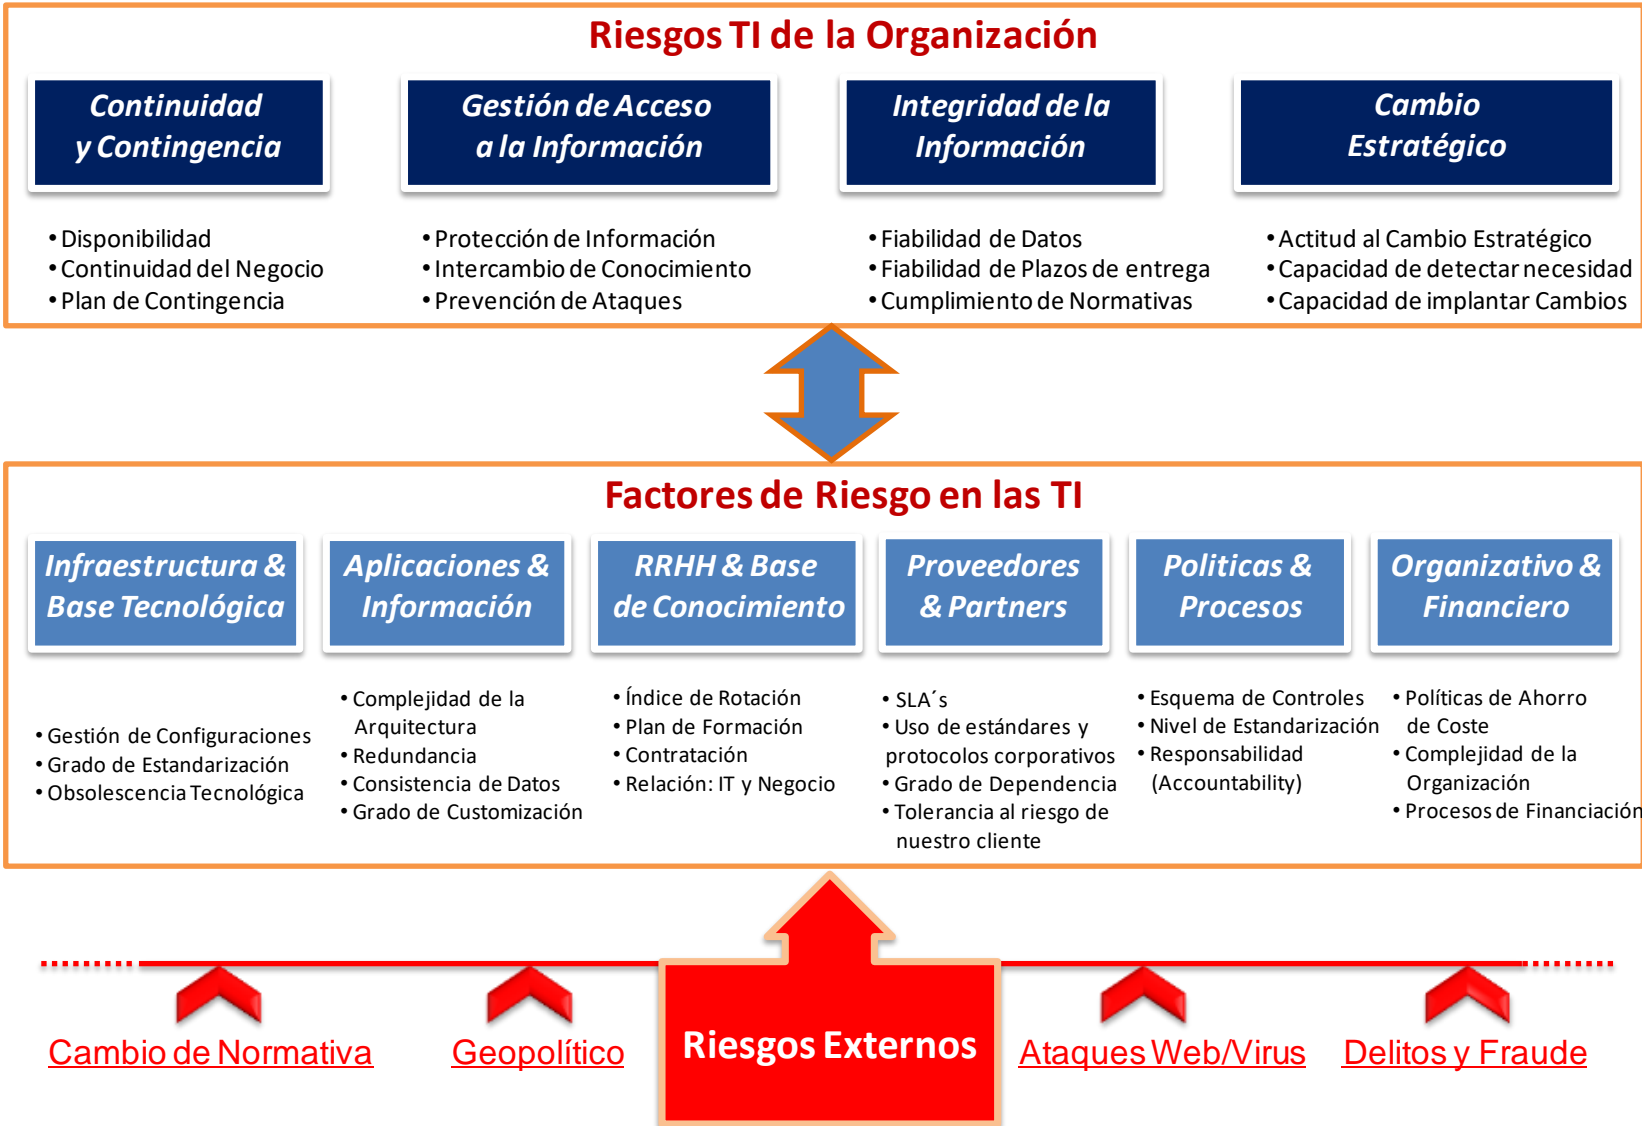 Riesgos TI de la Organización
Continuidad
y Contingencia
• Disponibilidad
• Continuidad del Negocio
• Plan de Contingencia
Gestión de Acceso
a la Información
• Protección de Información
• Intercambio de Conocimiento
• Prevención de Ataques
Integridad de la
Información
• Fiabilidad de Datos
• Fiabilidad de Plazos de entrega
• Cumplimiento de Normativas
Cambio
Estratégico
• Actitud al Cambio Estratégico
• Capacidad de detectar necesidad
• Capacidad de implantar Cambios
Factores de Riesgo en las TI
Infraestructura &
Base Tecnológica
• Gestión de Configuraciones
• Grado de Estandarización
• Obsolescencia Tecnológica
Aplicaciones &
Información
• Complejidad de la
Arquitectura
• Redundancia
• Consistencia de Datos
• Grado de Customización
RRHH & Base
de Conocimiento
• Índice de Rotación
• Plan de Formación
• Contratación
• Relación: IT y Negocio
Proveedores
& Partners
• SLA´s
• Uso de estándares y
protocolos corporativos
• Grado de Dependencia
• Tolerancia al riesgo de
nuestro cliente
Politicas &
Procesos
• Esquema de Controles
• Nivel de Estandarización
• Responsabilidad
(Accountability)
Organizativo &
Financiero
• Políticas de Ahorro
de Coste
• Complejidad de la
Organización
• Procesos de Financiación
Cambio de Normativa
Geopolítico
Riesgos Externos
Ataques Web/Virus
Delitos y Fraude